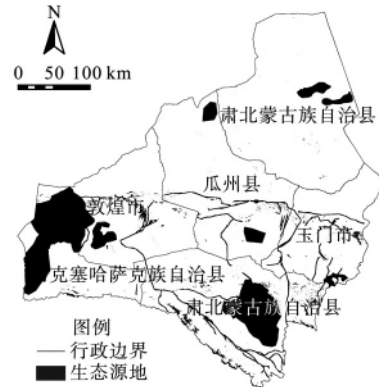 N
0 50 100 km
肃北蒙古族自治县
瓜州县
敦煌市
玉门市
克塞哈萨克族自治县
肃北蒙古族自治县
图例
行政边界
生态源地